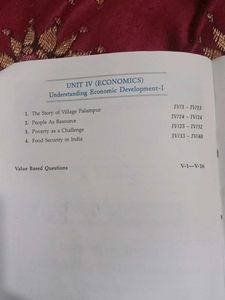 UNIT IV (ECONOMICS)
Understanding Economic Development-I
1. The Story of Village Palampur IV/3 - IV/13
2. People As Resource IV/14 - IV/24
3. Poverty as a Challenge IV/25 - IV/32
4. Food Security in India IV/33 - IV/40
Value Based Questions V-1—V-16